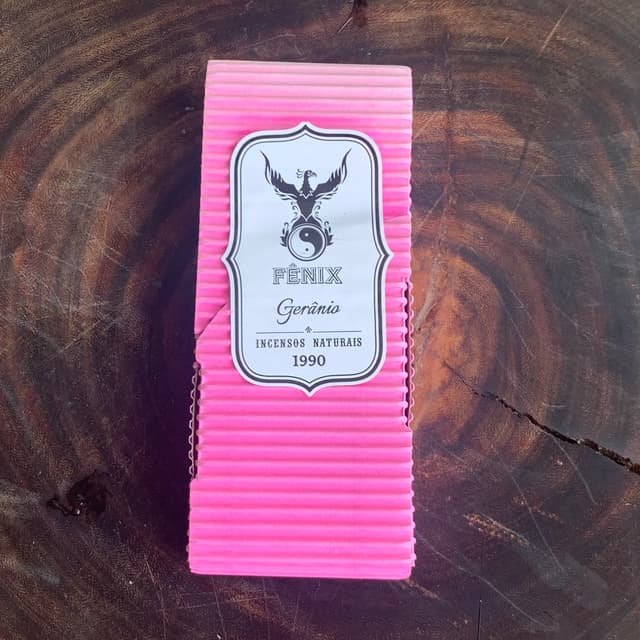 FÊNIX
Gerânio
INCENSOS NATURAIS
1990